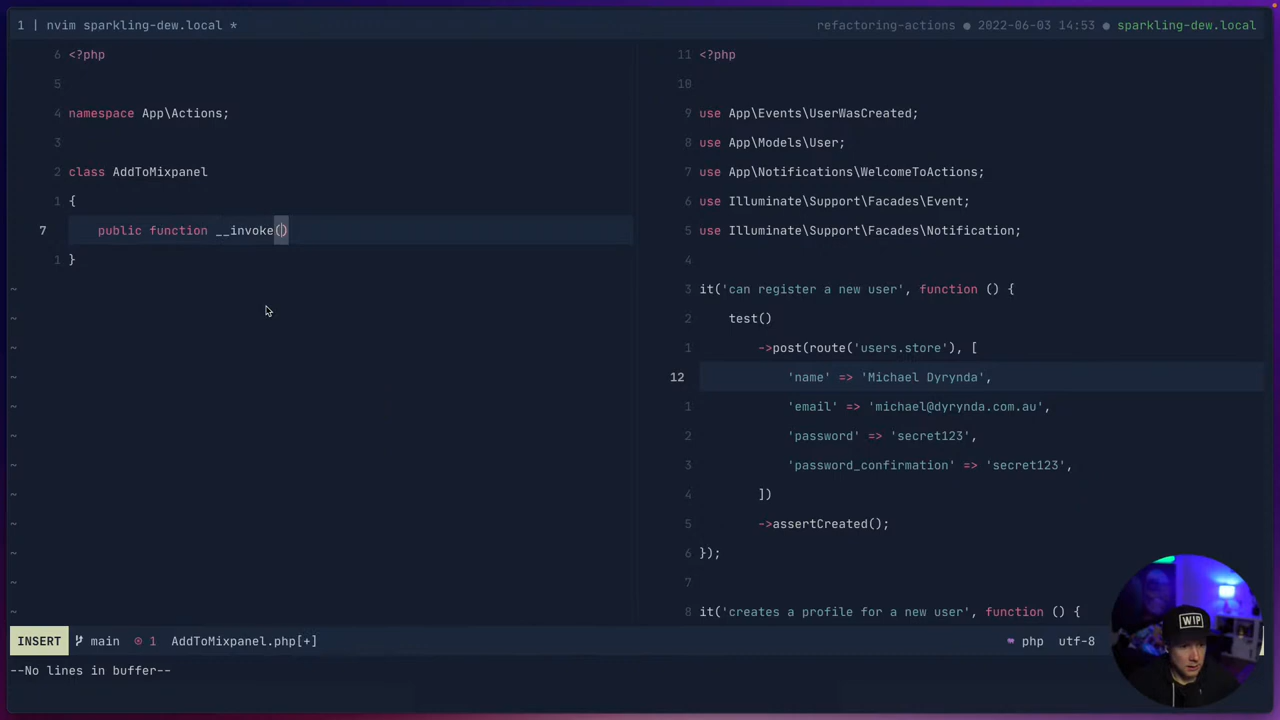 1 | nvim sparkling-dew.local *
refactoring-actions ● 2022-06-03 14:53 ● sparkling-dew.local
6 <?php
5
4 namespace App\Actions;
3
2 class AddToMixpanel
1 {
7 public function __invoke()
1 }
~
~
~
~
~
~
~
~
~
~
~
~
11 <?php
10
9 use App\Events\UserWasCreated;
8 use App\Models\User;
7 use App\Notifications\WelcomeToActions;
6 use Illuminate\Support\Facades\Event;
5 use Illuminate\Support\Facades\Notification;
4
3 it('can register a new user', function () {
2 test()
1 ->post(route('users.store'), [
12 'name' => 'Michael Dyrynda',
1 'email' => 'michael@dyrynda.com.au',
2 'password' => 'secret123',
3 'password_confirmation' => 'secret123',
4 ])
5 ->assertCreated();
6 });
7
8 it('creates a profile for a new user', function () {
INSERT main 1 AddToMixpanel.php[+]
php utf-8
--No lines in buffer--
WIP